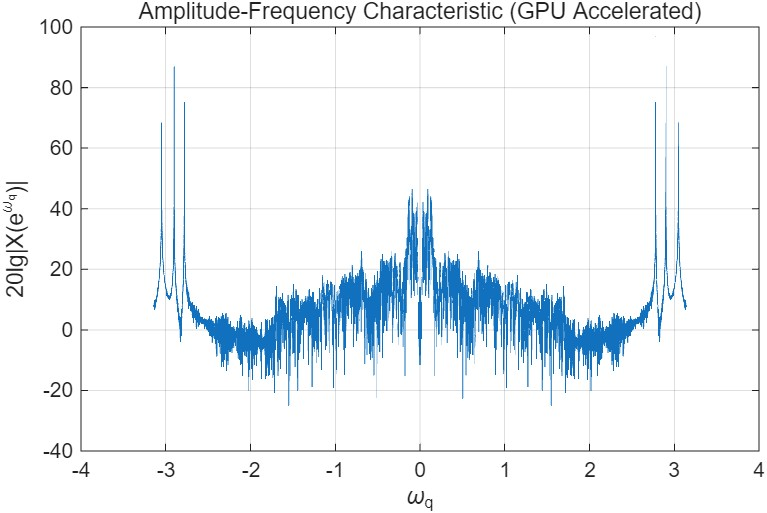 Amplitude-Frequency Characteristic (GPU Accelerated)
100
80
60
40
20
0
-20
-40
20lg|X(e^ωq)|
-4 -3 -2 -1 0 1 2 3 4
ωq